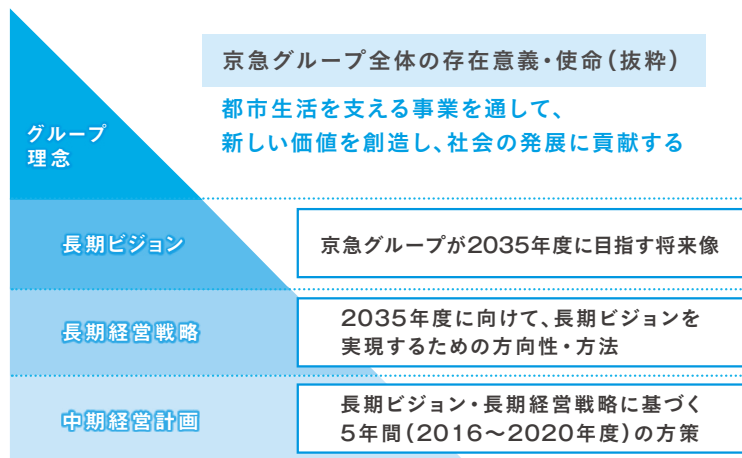 京急グループ全体の存在意義・使命（抜粋）
都市生活を支える事業を通して、
新しい価値を創造し、社会の発展に貢献する
グループ
理念
長期ビジョン
京急グループが2035年度に目指す将来像
長期経営戦略
2035年度に向けて、長期ビジョンを
実現するための方向性・方法
中期経営計画
長期ビジョン・長期経営戦略に基づく
5年間（2016〜2020年度）の方策